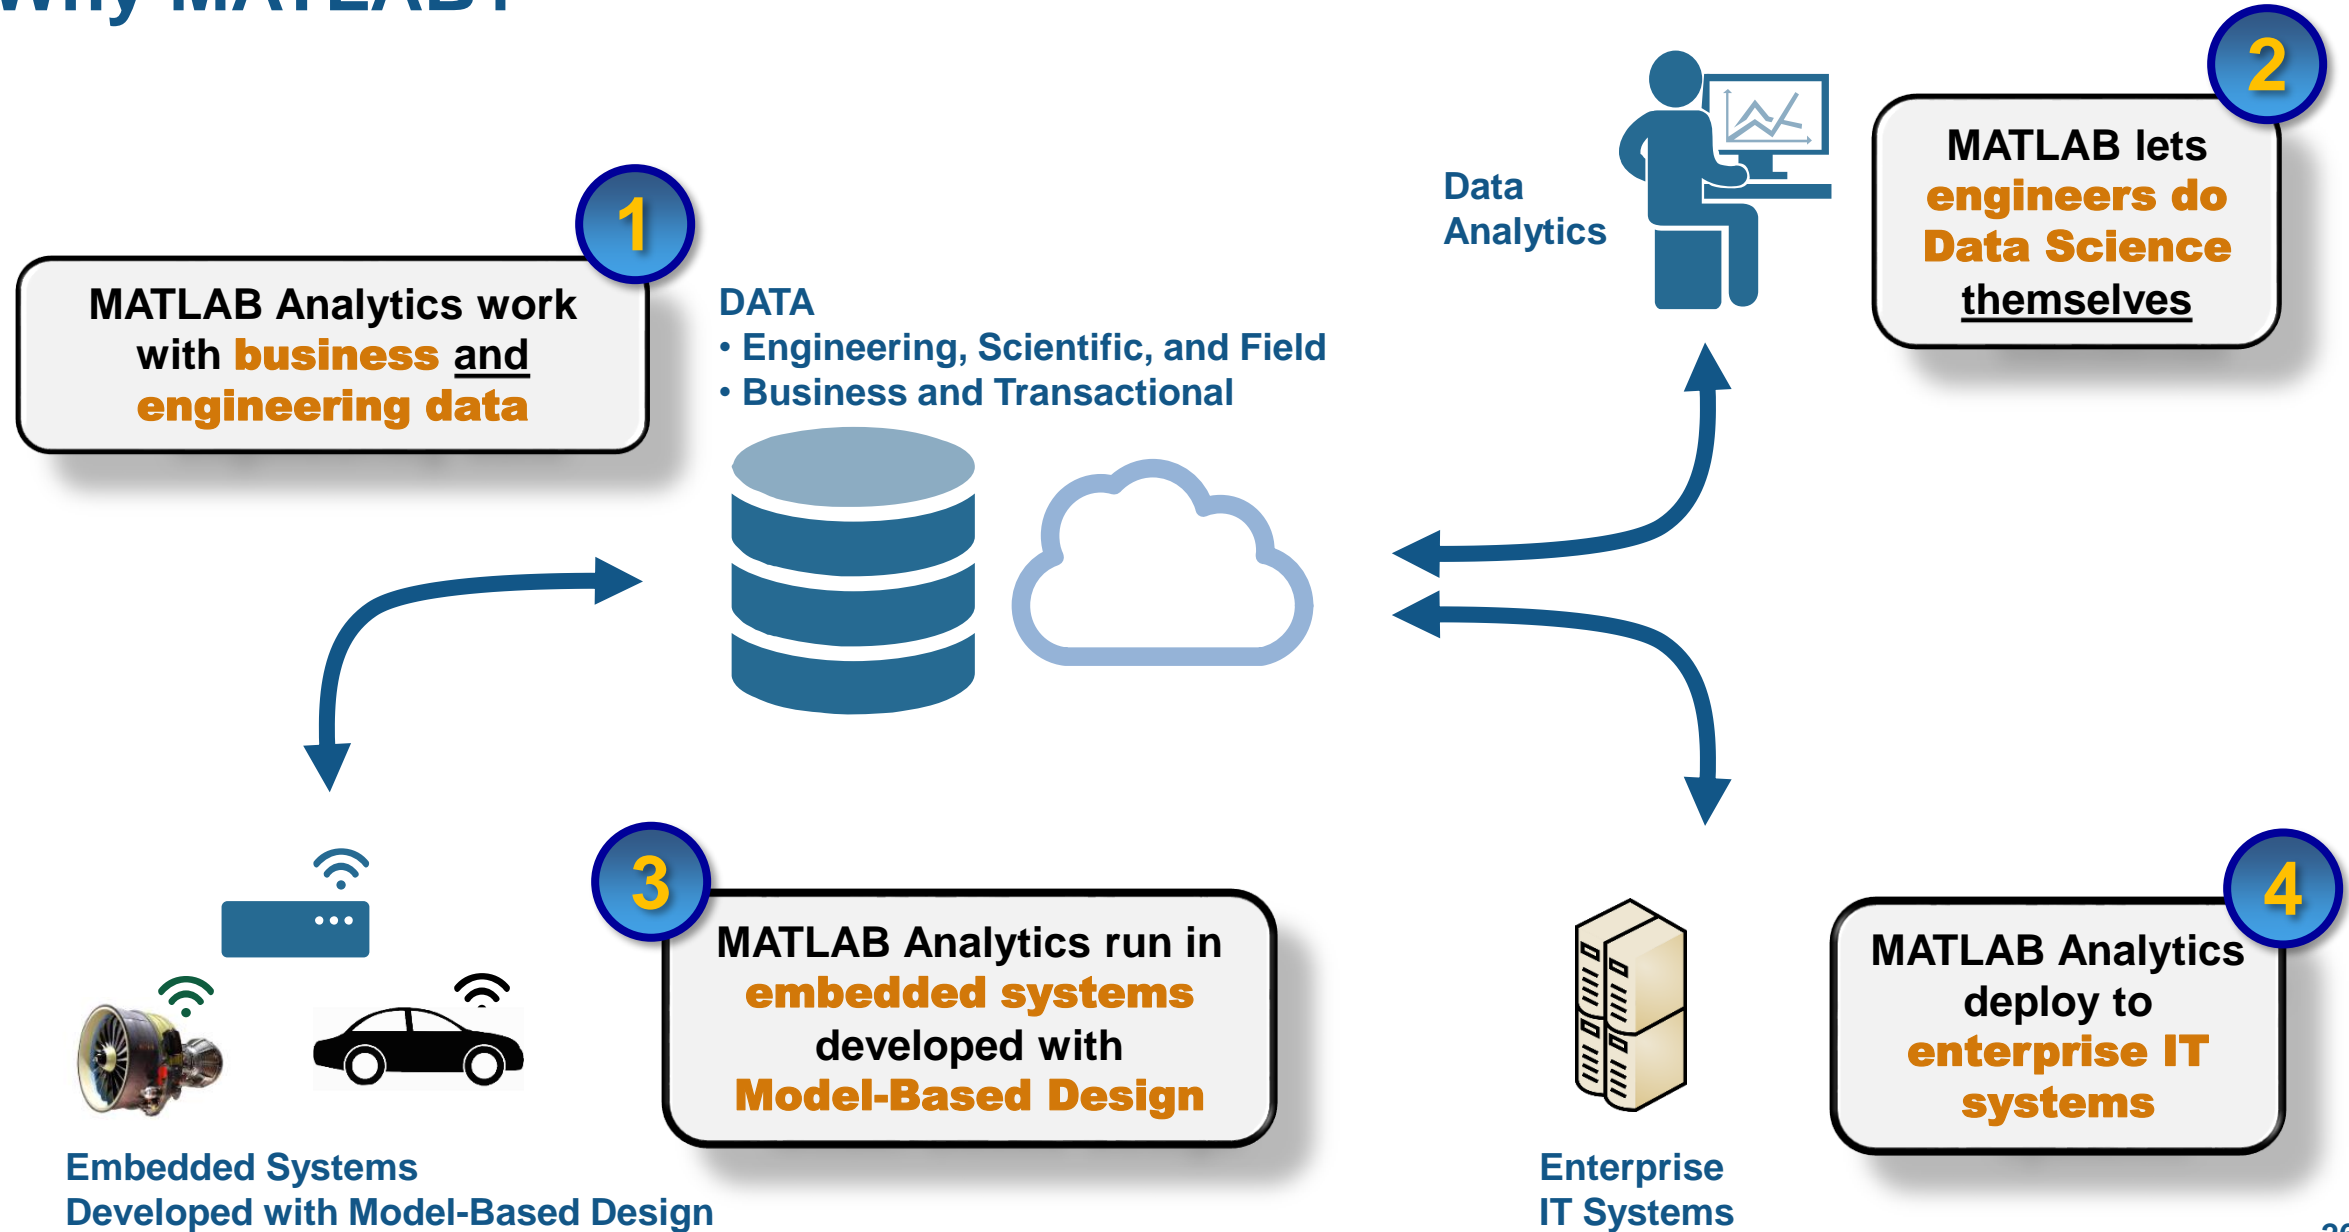 Why MATLAB?
1
MATLAB Analytics work
with business and
engineering data
DATA
• Engineering, Scientific, and Field
• Business and Transactional
Data
Analytics
2
MATLAB lets
engineers do
Data Science
themselves
3
MATLAB Analytics run in
embedded systems
developed with
Model-Based Design
4
MATLAB Analytics
deploy to
enterprise IT
systems
Embedded Systems
Developed with Model-Based Design
Enterprise
IT Systems